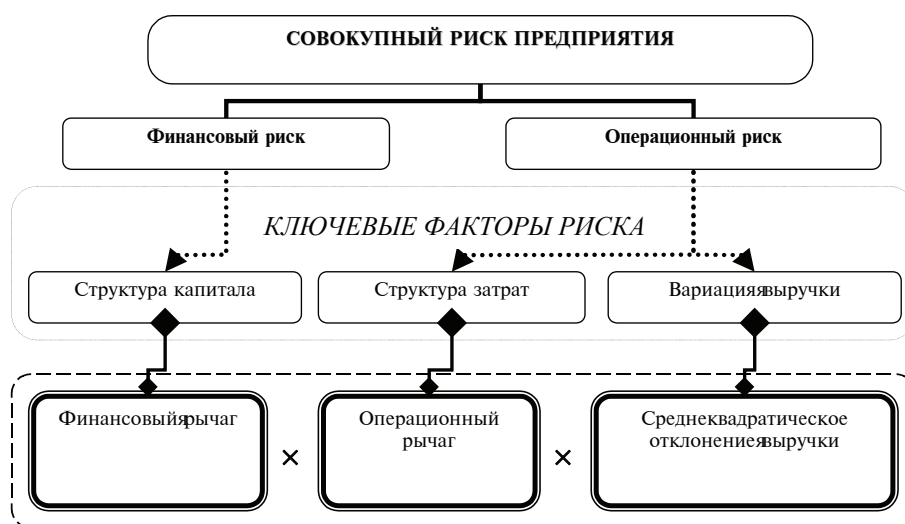 СОВОКУПНЫЙ РИСК ПРЕДПРИЯТИЯ
Финансовый риск
Операционный риск
КЛЮЧЕВЫЕ ФАКТОРЫ РИСКА
Структура капитала
Структура затрат
Вариацияявыручки
Финансовыйярычаг
×
Операционный
рычаг
×
Среднеквадратическое
отклонениеявыручки